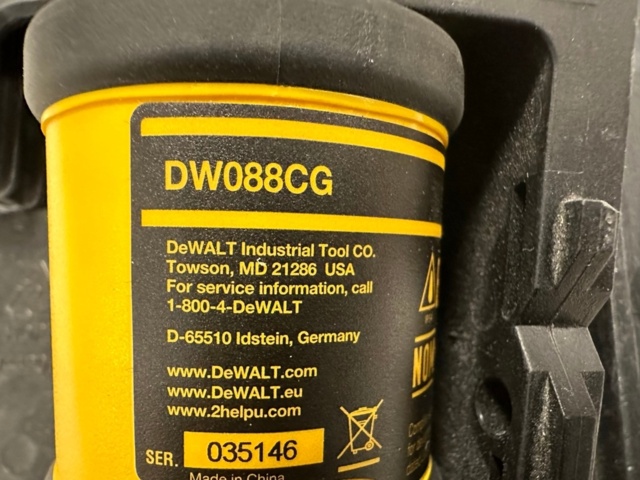 DW088CG
DeWALT Industrial Tool CO.
Towson, MD 21286 USA
For service information, call
1-800-4-DeWALT
D-65510 Idstein, Germany
www.DeWALT.com
www.DeWALT.eu
www.2helpu.com
SER. 035146
Made in China